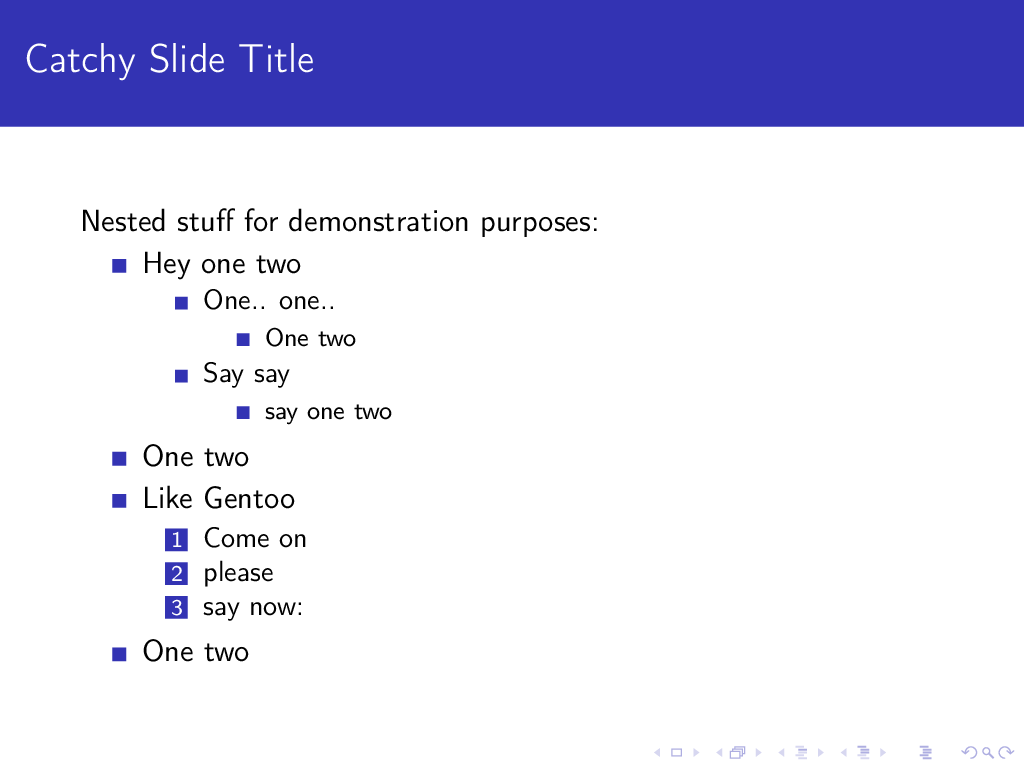 Catchy Slide Title
Nested stuff for demonstration purposes:
Hey one two
One.. one..
One two
Say say
say one two
One two
Like Gentoo
1 Come on
2 please
3 say now:
One two